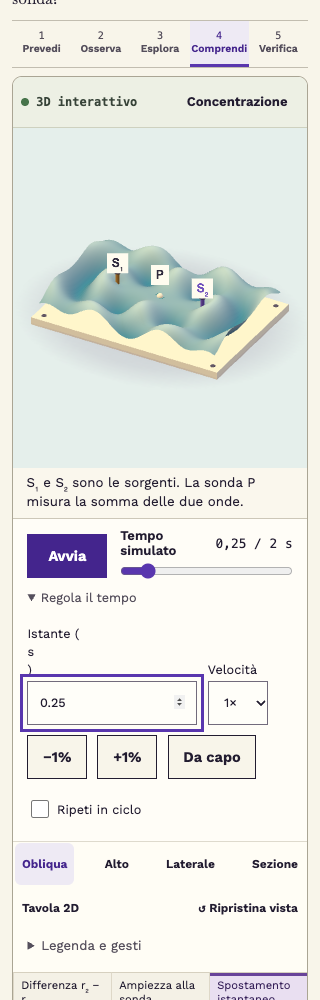 sonda?
1 2 3 4 5
Prevedi Osserva Esplora Comprendi Verifica
3D interattivo Concentrazione
S₁
P
S₂
S₁ e S₂ sono le sorgenti. La sonda P
misura la somma delle due onde.
Avvia
Tempo
simulato
0,25 / 2 s
▼ Regola il tempo
Istante (
s
)
Velocità
0.25
1×
−1% +1% Da capo
Ripeti in ciclo
Obliqua Alto Laterale Sezione
Tavola 2D ↺ Ripristina vista
▶ Legenda e gesti
Differenza r₂ − Ampiezza alla Spostamento
sonda istantaneo